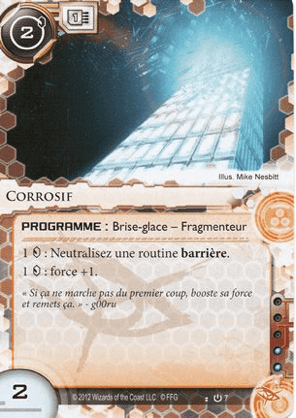 2
1
Illus. Mike Nesbitt
CORROSIF
PROGRAMME : Brise-glace – Fragmenteur
1 : Neutralisez une routine barrière.
1 : force +1.
« Si ça ne marche pas du premier coup, booste sa force
et remets ça. » - g00ru
2
© 2012 Wizards of the Coast LLC. © FFG
7